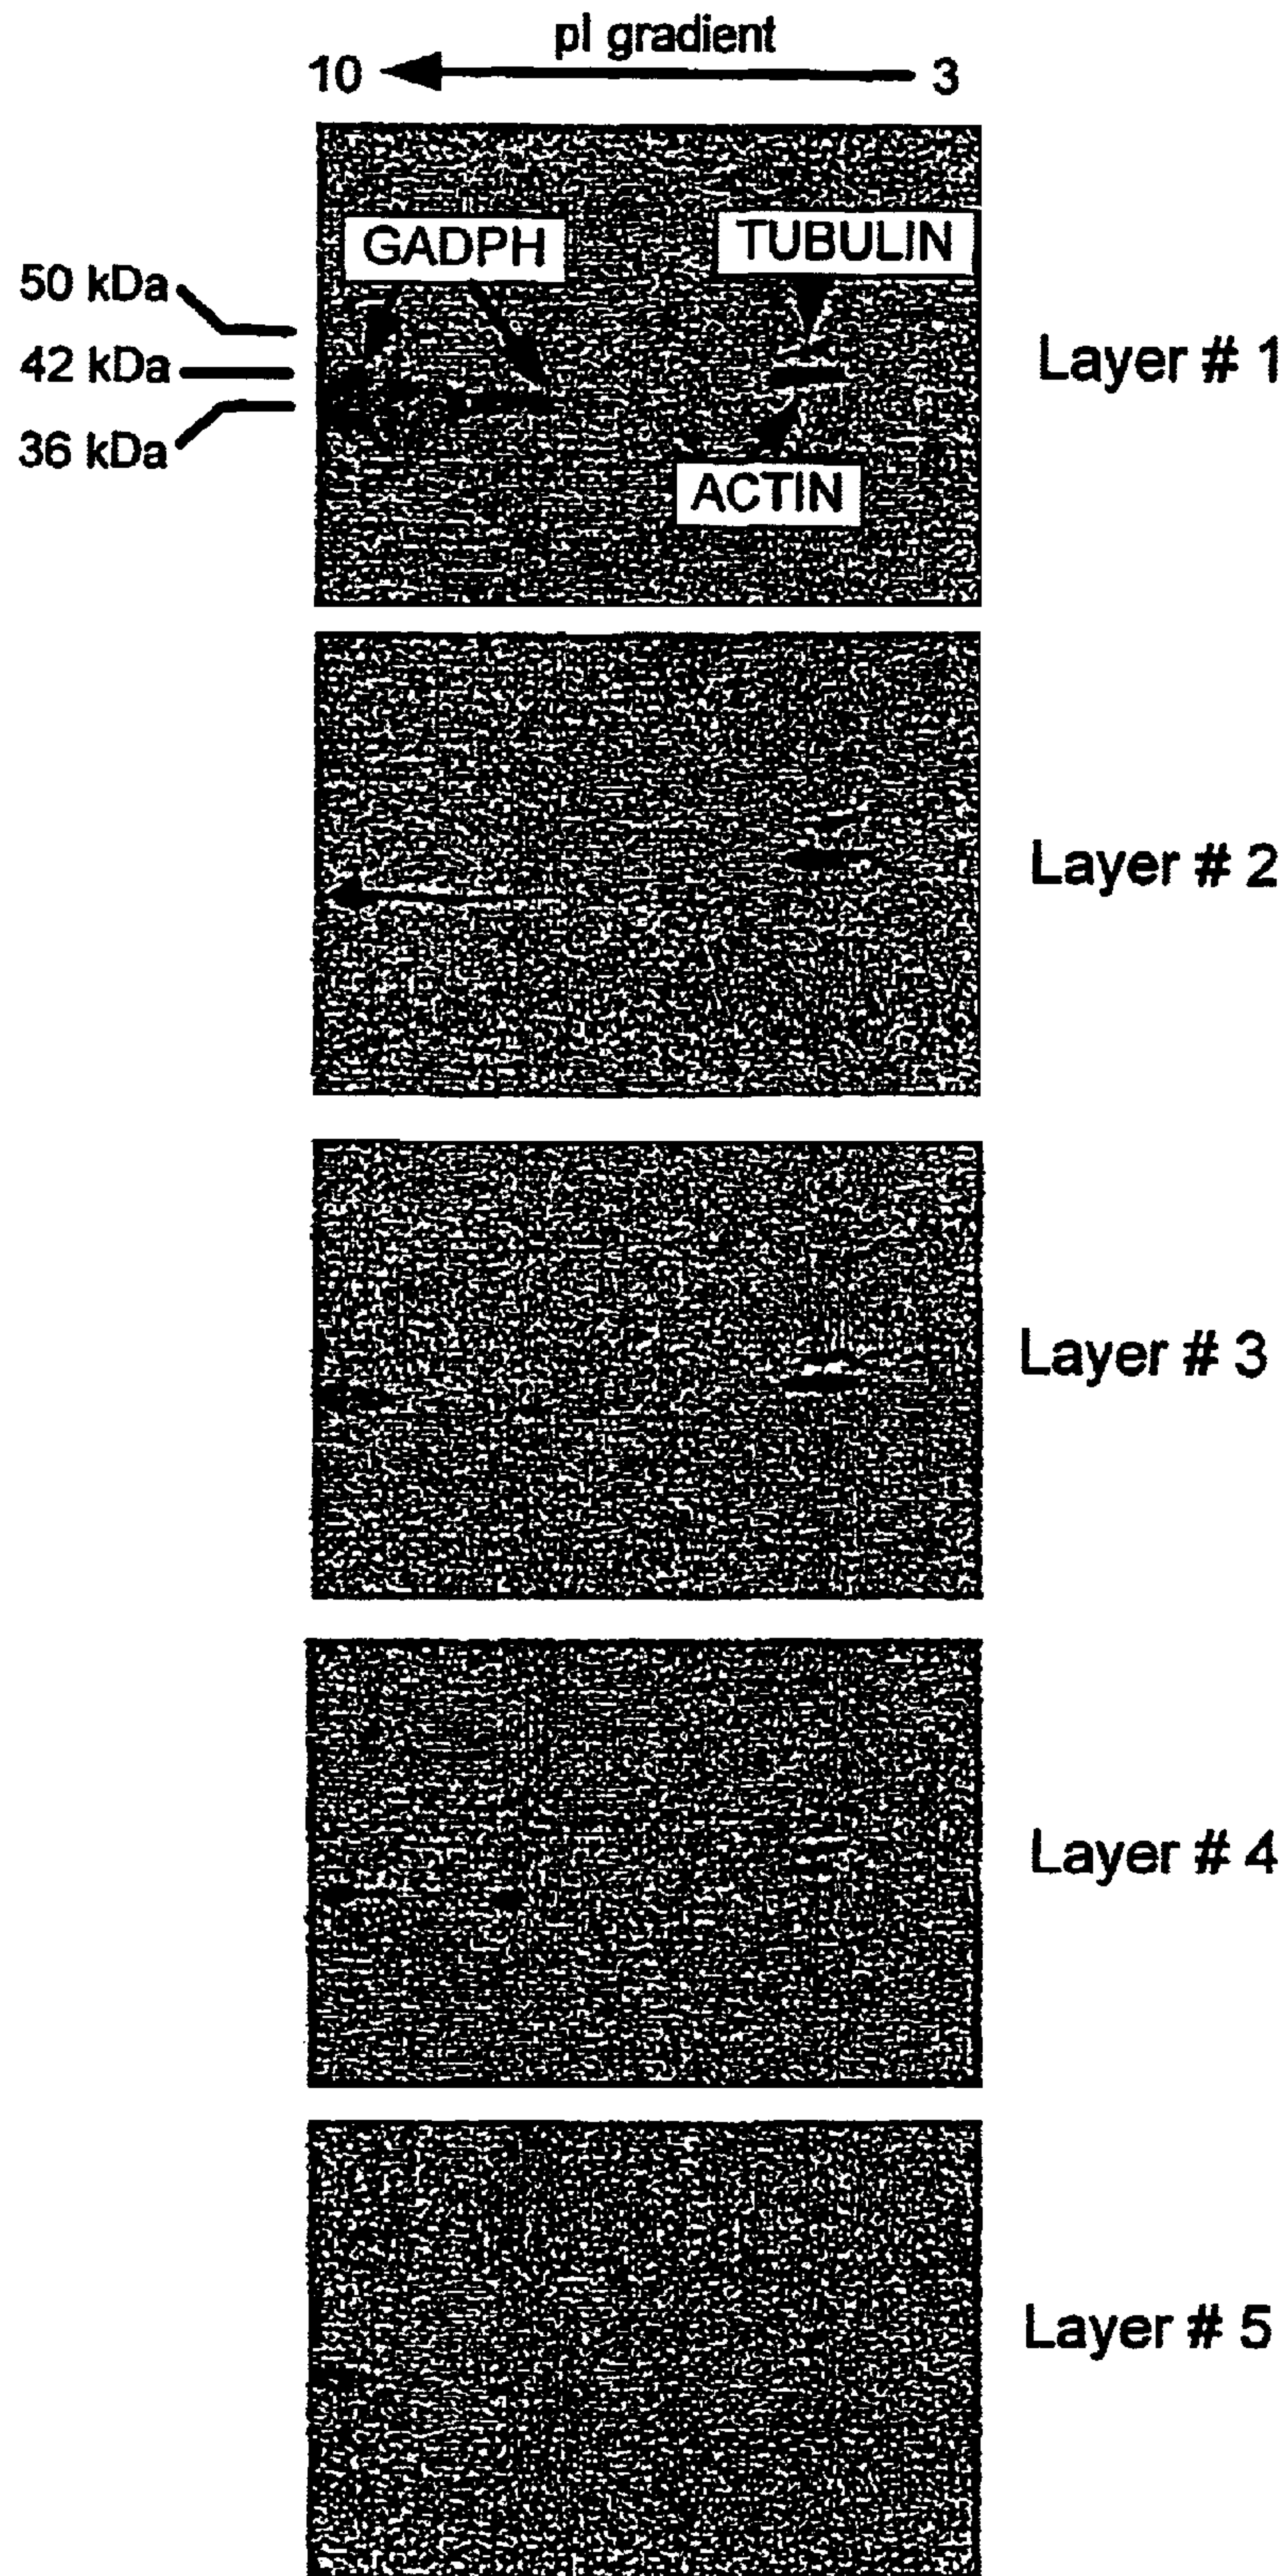 pI gradient
10 3
GADPH TUBULIN
50 kDa
42 kDa
36 kDa
Layer # 1
ACTIN
Layer # 2
Layer # 3
Layer # 4
Layer # 5